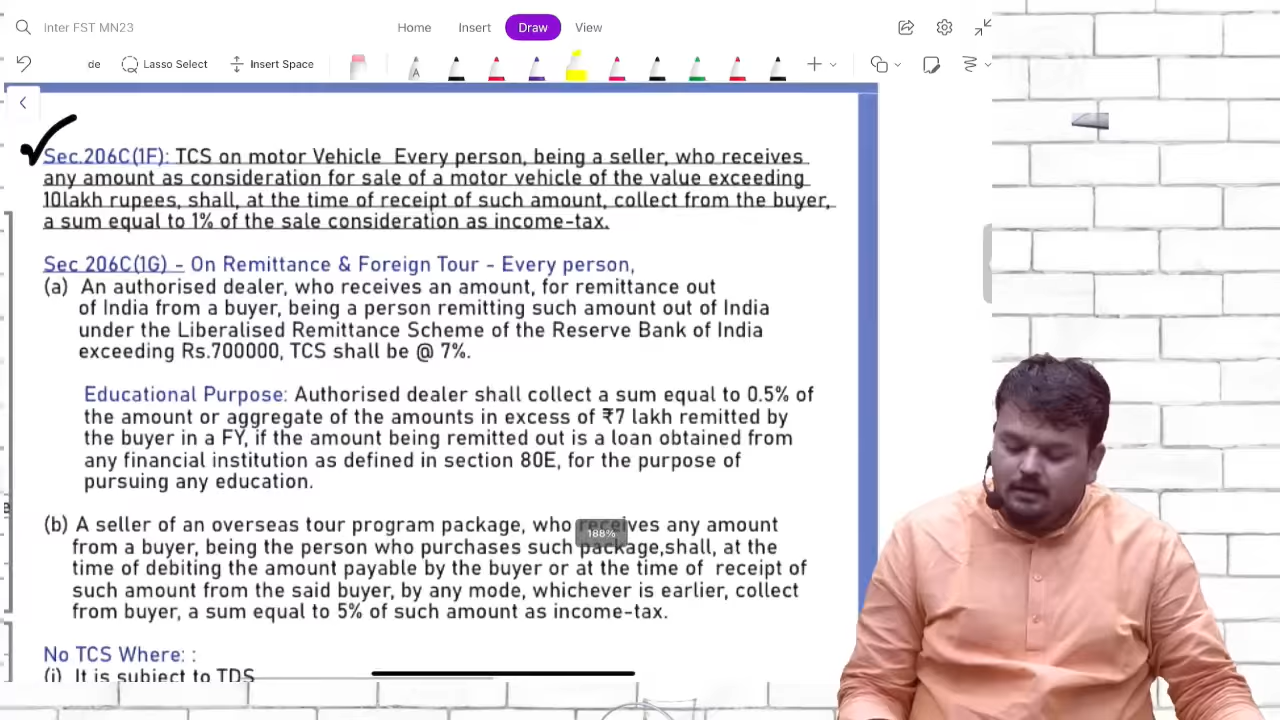 Inter FST MN23
Home Insert Draw View
de Lasso Select Insert Space
A
Sec.206C(1F): TCS on motor Vehicle Every person, being a seller, who receives
any amount as consideration for sale of a motor vehicle of the value exceeding
10lakh rupees, shall, at the time of receipt of such amount, collect from the buyer,
a sum equal to 1% of the sale consideration as income-tax.
Sec 206C(1G) - On Remittance & Foreign Tour - Every person,
(a) An authorised dealer, who receives an amount, for remittance out
of India from a buyer, being a person remitting such amount out of India
under the Liberalised Remittance Scheme of the Reserve Bank of India
exceeding Rs.700000, TCS shall be @ 7%.
Educational Purpose: Authorised dealer shall collect a sum equal to 0.5% of
the amount or aggregate of the amounts in excess of ₹7 lakh remitted by
the buyer in a FY, if the amount being remitted out is a loan obtained from
any financial institution as defined in section 80E, for the purpose of
pursuing any education.
(b) A seller of an overseas tour program package, who receives any amount
188%
from a buyer, being the person who purchases such package,shall, at the
time of debiting the amount payable by the buyer or at the time of receipt of
such amount from the said buyer, by any mode, whichever is earlier, collect
from buyer, a sum equal to 5% of such amount as income-tax.
No TCS Where: :
(i) It is subject to TDS